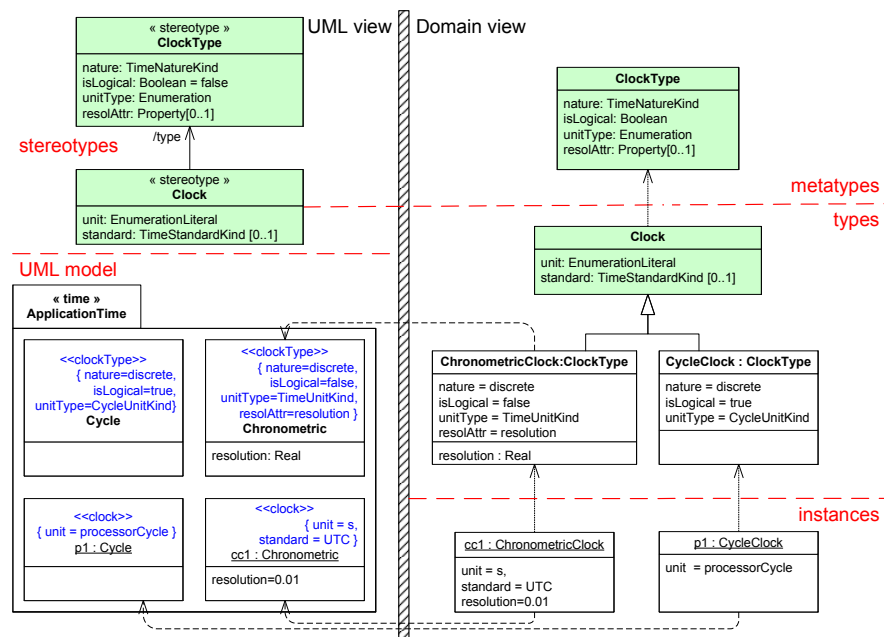 UML view
Domain view
« stereotype »
ClockType
nature: TimeNatureKind
isLogical: Boolean = false
unitType: Enumeration
resolAttr: Property[0..1]
/type
stereotypes
« stereotype »
Clock
unit: EnumerationLiteral
standard: TimeStandardKind [0..1]
UML model
« time »
ApplicationTime
<<clockType>>
{ nature=discrete,
isLogical=true,
unitType=CycleUnitKind}
Cycle
<<clockType>>
{ nature=discrete,
isLogical=false,
unitType=TimeUnitKind,
resolAttr=resolution }
Chronometric
resolution: Real
<<clock>>
{ unit = processorCycle }
p1 : Cycle
<<clock>>
{ unit = s,
standard = UTC }
cc1 : Chronometric
resolution=0.01
ClockType
nature: TimeNatureKind
isLogical: Boolean
unitType: Enumeration
resolAttr: Property[0..1]
metatypes
types
Clock
unit: EnumerationLiteral
standard: TimeStandardKind [0..1]
ChronometricClock:ClockType
nature = discrete
isLogical = false
unitType = TimeUnitKind
resolAttr = resolution
resolution : Real
CycleClock : ClockType
nature = discrete
isLogical = true
unitType = CycleUnitKind
instances
cc1 : ChronometricClock
unit = s,
standard = UTC
resolution=0.01
p1 : CycleClock
unit = processorCycle